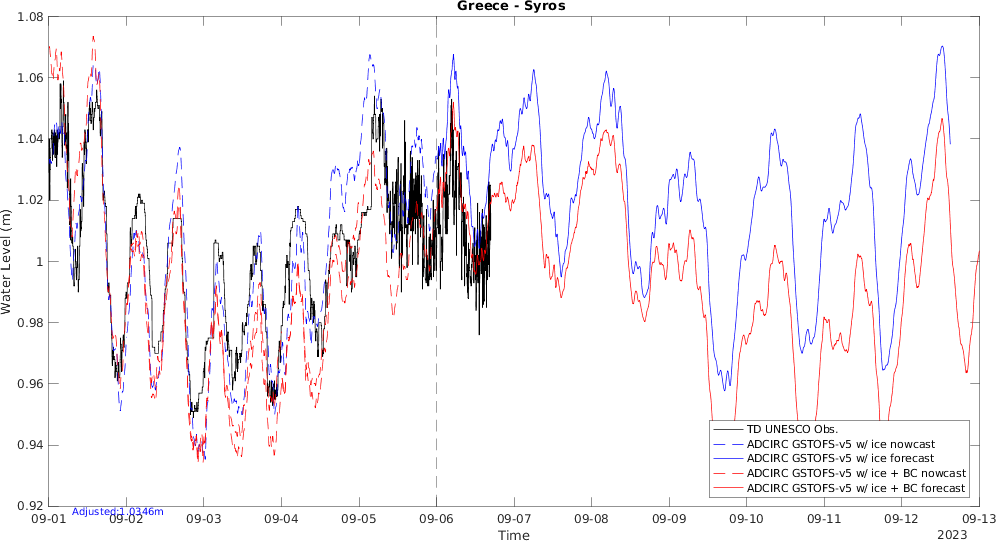 Greece - Syros
1.08
1.06
1.04
1.02
1
0.98
0.96
0.94
0.92
Water Level (m)
TD UNESCO Obs.
ADCIRC GSTOFS-v5 w/ ice nowcast
ADCIRC GSTOFS-v5 w/ ice forecast
ADCIRC GSTOFS-v5 w/ ice + BC nowcast
ADCIRC GSTOFS-v5 w/ ice + BC forecast
Adjusted:1.0346m
09-01 09-02 09-03 09-04 09-05 09-06 09-07 09-08 09-09 09-10 09-11 09-12 09-13
Time
2023